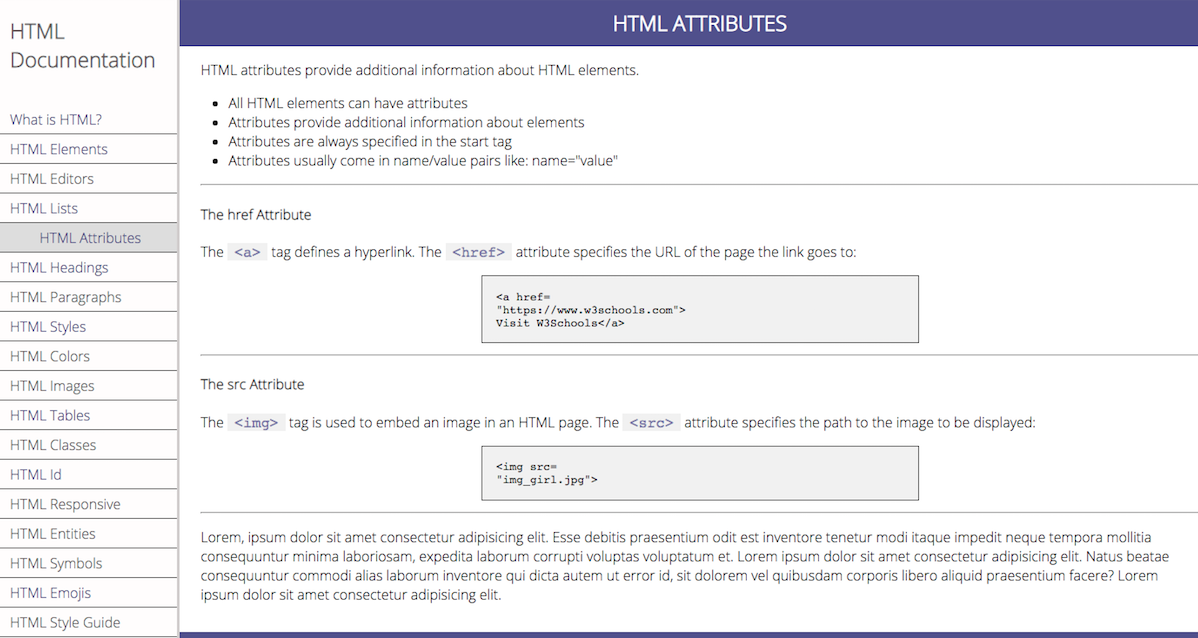 HTML
Documentation
What is HTML?
HTML Elements
HTML Editors
HTML Lists
HTML Attributes
HTML Headings
HTML Paragraphs
HTML Styles
HTML Colors
HTML Images
HTML Tables
HTML Classes
HTML Id
HTML Responsive
HTML Entities
HTML Symbols
HTML Emojis
HTML Style Guide
HTML ATTRIBUTES
HTML attributes provide additional information about HTML elements.
All HTML elements can have attributes
Attributes provide additional information about elements
Attributes are always specified in the start tag
Attributes usually come in name/value pairs like: name="value"
The href Attribute
The <a> tag defines a hyperlink. The <href> attribute specifies the URL of the page the link goes to:
<a href=
"https://www.w3schools.com">
Visit W3Schools</a>
The src Attribute
The <img> tag is used to embed an image in an HTML page. The <src> attribute specifies the path to the image to be displayed:
<img src=
"img_girl.jpg">
Lorem, ipsum dolor sit amet consectetur adipisicing elit. Esse debitis praesentium odit est inventore tenetur modi itaque impedit neque tempora mollitia
consequuntur minima laboriosam, expedita laborum corrupti voluptas voluptatum et. Lorem ipsum dolor sit amet consectetur adipisicing elit. Natus beatae
consequuntur commodi alias laborum inventore qui dicta autem ut error id, sit dolorem vel quibusdam corporis libero aliquid praesentium facere? Lorem
ipsum dolor sit amet consectetur adipisicing elit.